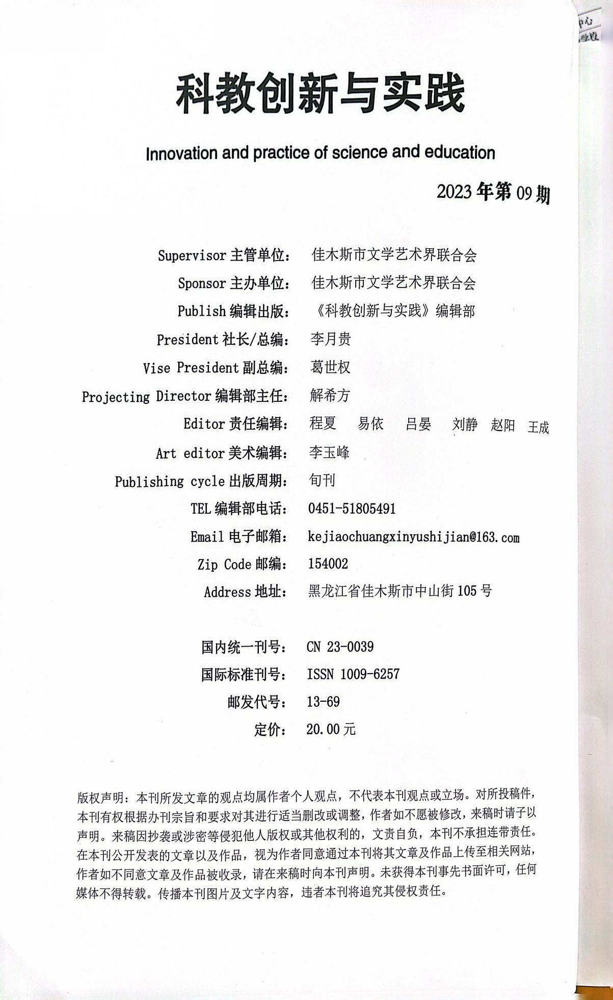 中心
学校
科教创新与实践
Innovation and practice of science and education
2023 年第 09 期
Supervisor 主管单位： 佳木斯市文学艺术界联合会
Sponsor 主办单位： 佳木斯市文学艺术界联合会
Publish 编辑出版： 《科教创新与实践》编辑部
President 社长/总编： 李月贵
Vise President 副总编： 葛世权
Projecting Director 编辑部主任： 解希方
Editor 责任编辑： 程夏 易依 吕晏 刘静 赵阳 王成
Art editor 美术编辑： 李玉峰
Publishing cycle 出版周期： 旬刊
TEL 编辑部电话： 0451-51805491
Email 电子邮箱： kejiaochuangxinyushijian@163.com
Zip Code 邮编： 154002
Address 地址： 黑龙江省佳木斯市中山街 105 号
国内统一刊号： CN 23-0039
国际标准刊号： ISSN 1009-6257
邮发代号： 13-69
定价： 20.00 元
版权声明：本刊所发文章的观点均属作者个人观点，不代表本刊观点或立场。对所投稿件，
本刊有权根据办刊宗旨和要求对其进行适当删改或调整，作者如不愿被修改，来稿时请子以
声明。来稿因抄袭或涉密等侵犯他人版权或其他权利的，文责自负，本刊不承担连带责任。
在本刊公开发表的文章以及作品，视为作者同意通过本刊将其文章及作品上传至相关网站，
作者如不同意文章及作品被收录，请在来稿时向本刊声明。未获得本刊事先书面许可，任何
媒体不得转载。传播本刊图片及文字内容，违者本刊将追究其侵权责任。